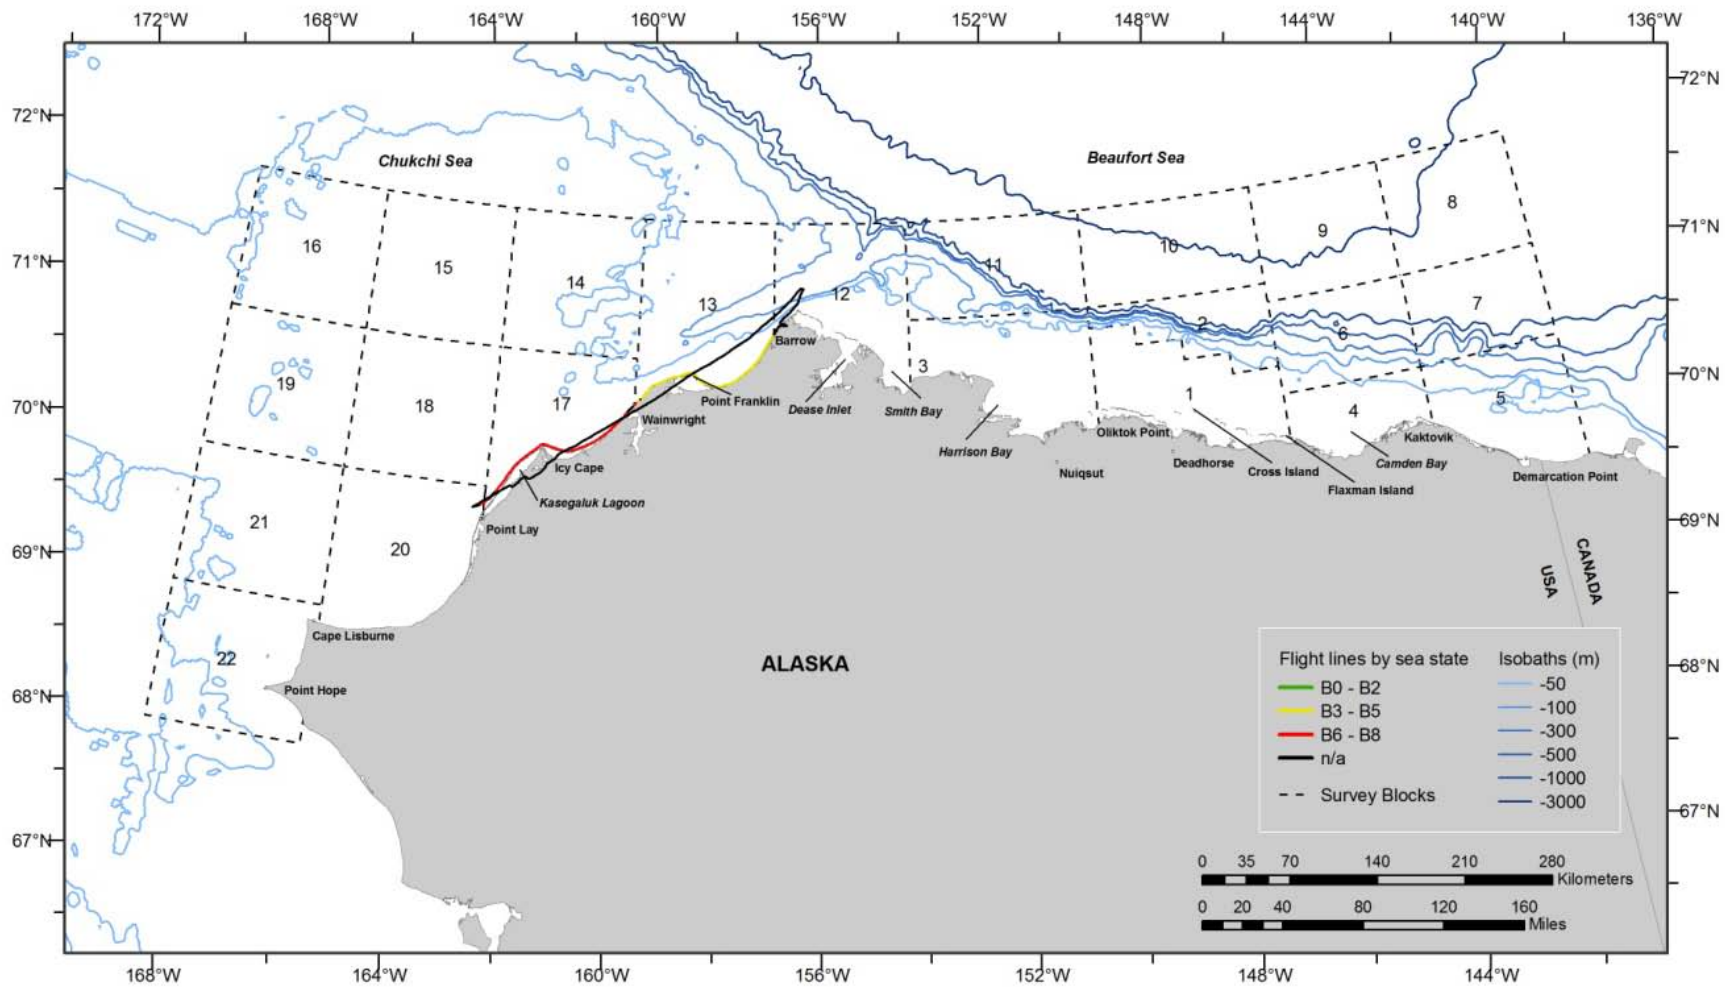 172°W 168°W 164°W 160°W 156°W 152°W 148°W 144°W 140°W 136°W
72°N 72°N
Chukchi Sea Beaufort Sea
8
9
16 15 10
71°N 71°N
14 11
13 12 7
2 6
Barrow
19 3 70°N
18 17 Point Franklin Dease Inlet Smith Bay 1 4 5
70°N
Wainwright Oliktok Point Kaktovik
Harrison Bay
Icy Cape Nuiqsut Deadhorse Cross Island Camden Bay
Flaxman Island Demarcation Point
Kasegaluk Lagoon
21 Point Lay
69°N 20 69°N
CANADA
USA
Cape Lisburne
22 ALASKA
68°N Point Hope 68°N
Flight lines by sea state
B0 - B2
B3 - B5
B6 - B8
n/a
Survey Blocks
Isobaths (m)
-50
-100
-300
-500
-1000
-3000
67°N 67°N
0 35 70 140 210 280
Kilometers
0 20 40 80 120 160
Miles
168°W 164°W 160°W 156°W 152°W 148°W 144°W